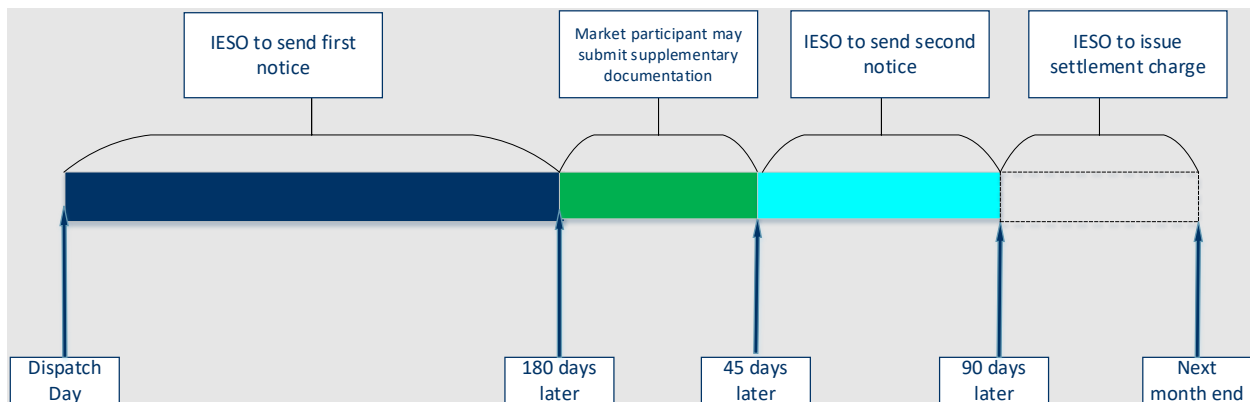 IESO to send first
notice
Market participant may
submit supplementary
documentation
IESO to send second
notice
IESO to issue
settlement charge
Dispatch
Day
180 days
later
45 days
later
90 days
later
Next
month end